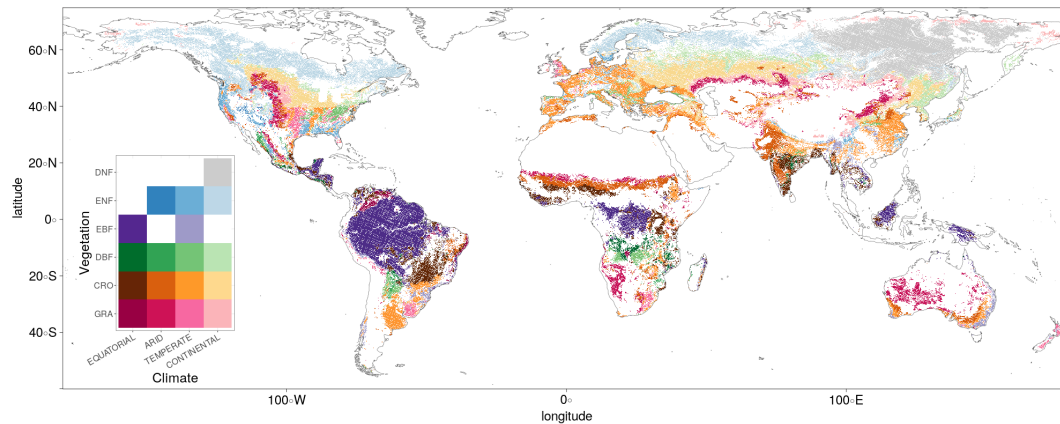 60○N
40○N
20○N
0○
20○S
40○S
latitude
DNF
ENF
EBF
DBF
CRO
GRA
Vegetation
EQUATORIAL
ARID
TEMPERATE
CONTINENTAL
Climate
100○W
0○
100○E
longitude